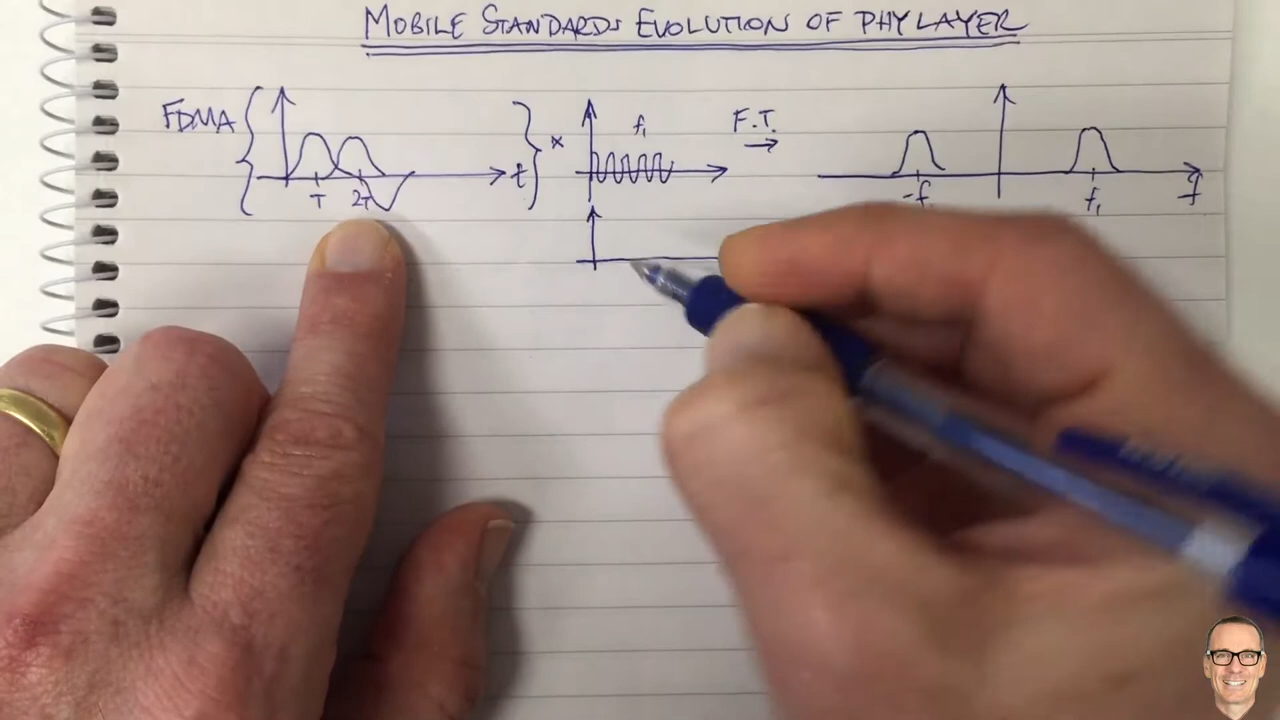 MOBILE STANDARDS EVOLUTION OF PHY LAYER
FDMA { T 2T t } × f₁ F.T. → -f f₁ f